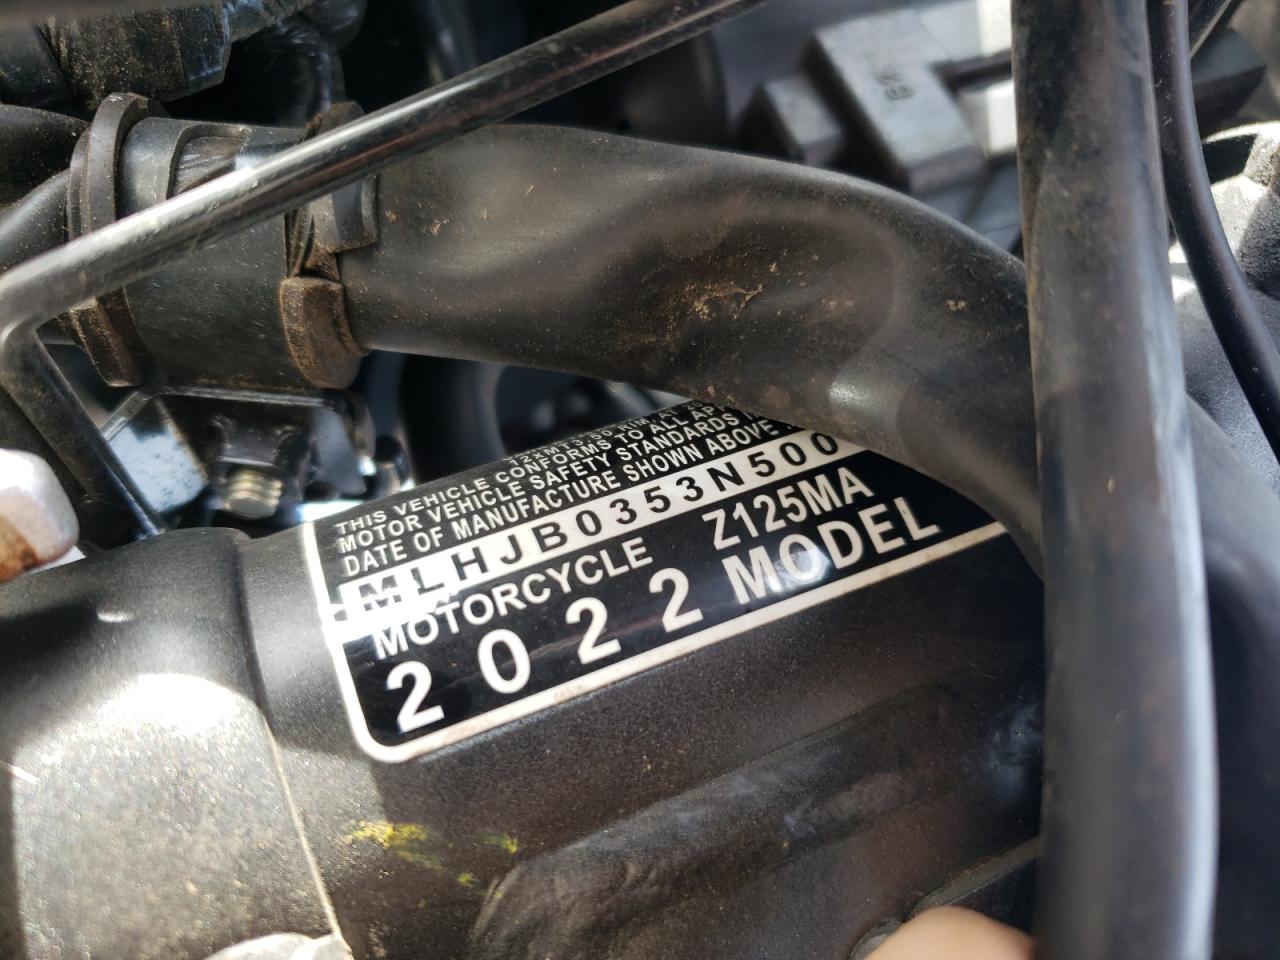 THIS VEHICLE CONFORMS TO ALL AP
MOTOR VEHICLE SAFETY STANDARDS
DATE OF MANUFACTURE SHOWN ABOVE
MLHJB0353N500
MOTORCYCLE Z125MA
2022 MODEL